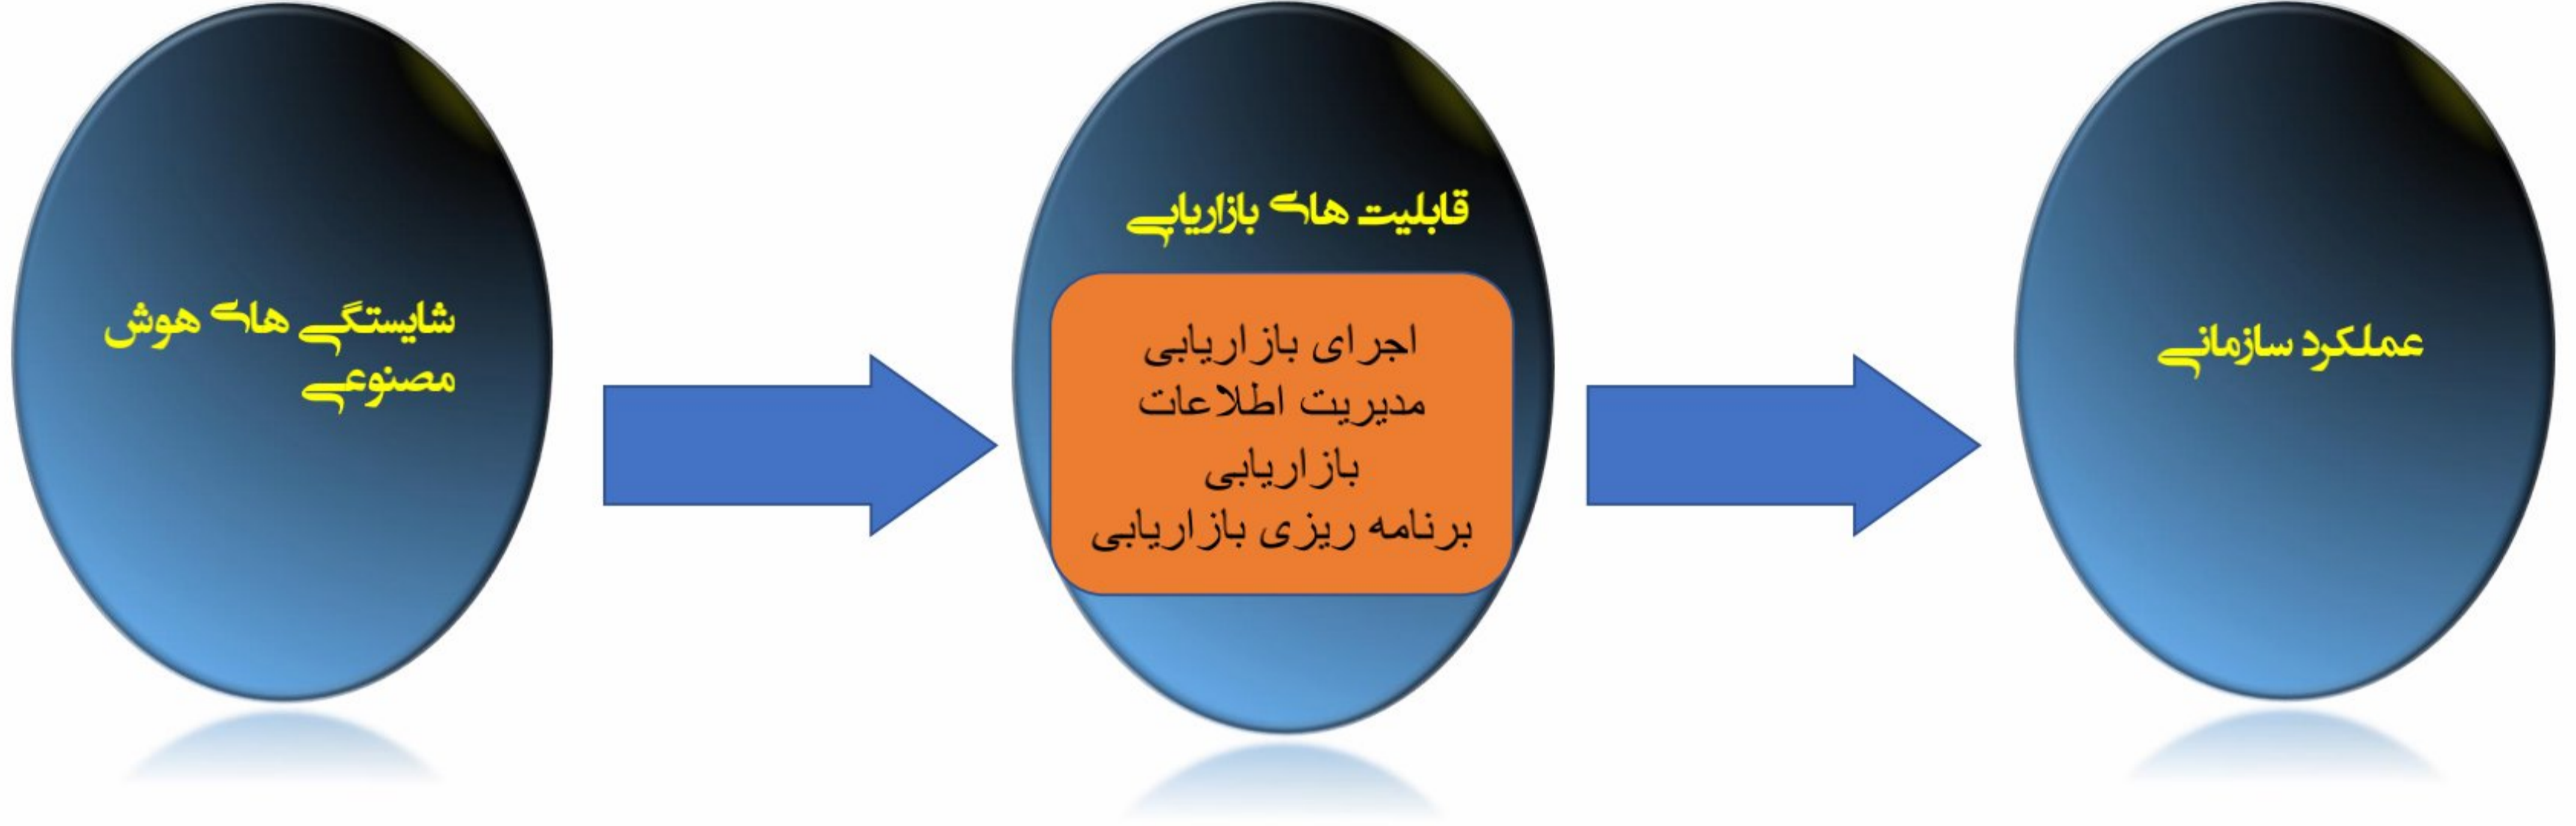 شایستگی های هوش
مصنوعی
قابلیت های بازاریابی
اجرای بازاریابی
مدیریت اطلاعات
بازاریابی
برنامه ریزی بازاریابی
عملکرد سازمانی